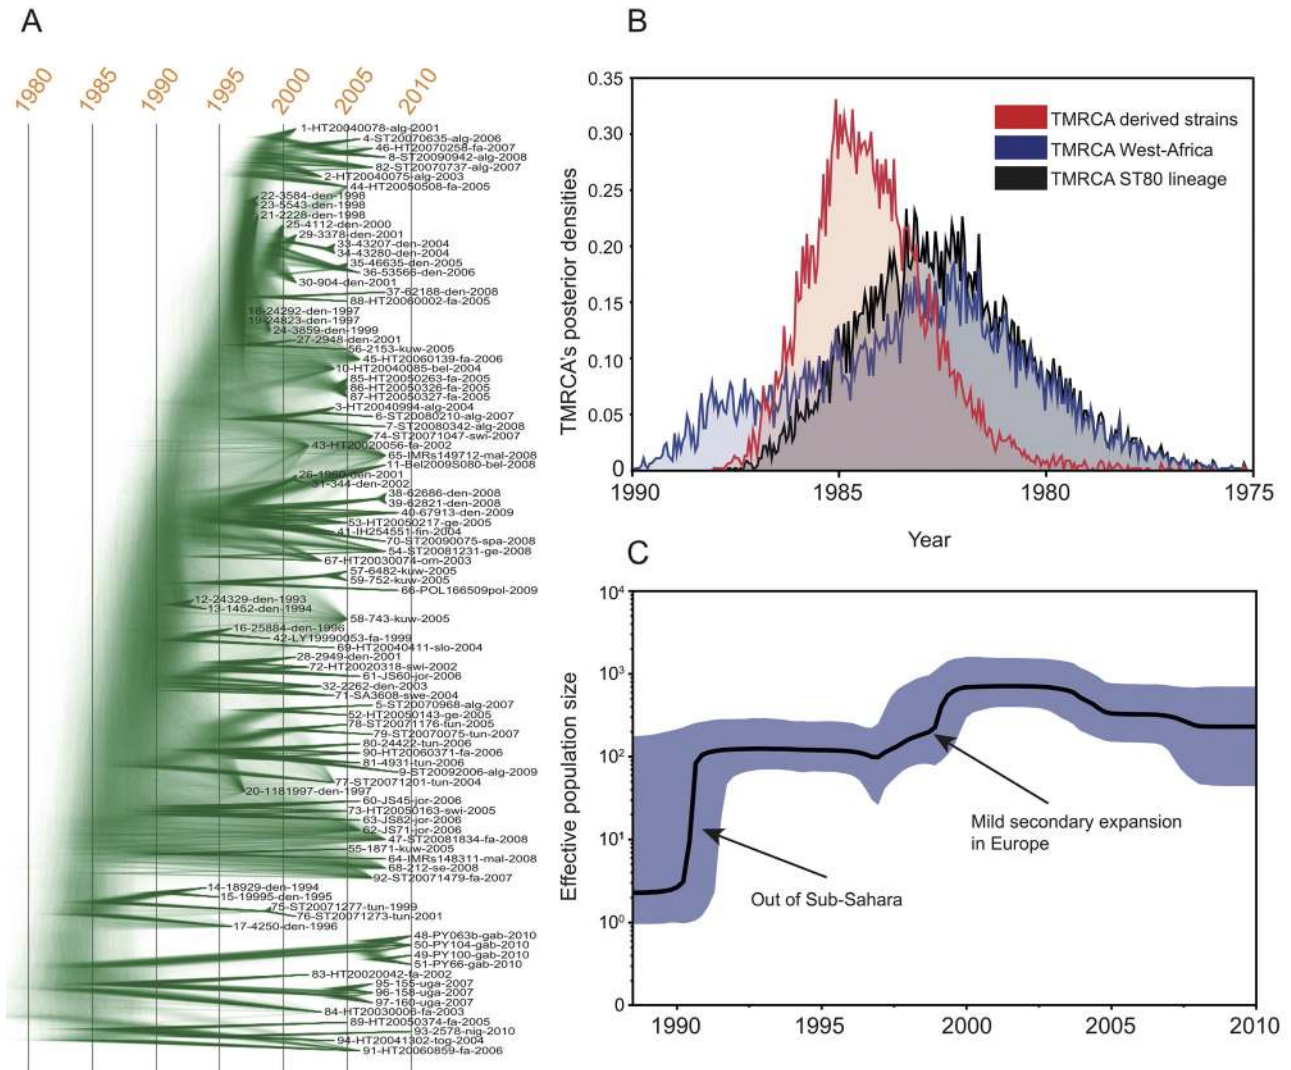 A
1980 1985 1990 1995 2000 2005 2010
1-HT20040078-alg-2001
4-ST20070635-alg-2006
46-HT20070258-fa-2007
8-ST20090942-alg-2008
82-ST20070737-alg-2007
2-HT20040075-alg-2003
44-HT20050508-fa-2005
22-3584-den-1998
23-5543-den-1998
21-2228-den-1998
25-4112-den-2000
29-3378-den-2001
33-43207-den-2004
34-43280-den-2004
35-46635-den-2005
36-53566-den-2006
30-904-den-2001
37-62188-den-2008
88-HT20060002-fa-2005
18-24292-den-1997
19-24823-den-1997
24-3859-den-1999
27-2948-den-2001
56-2153-kuw-2005
45-HT20060139-fa-2006
10-HT20040085-bel-2004
85-HT20050263-fa-2005
86-HT20050326-fa-2005
87-HT20050327-fa-2005
3-HT20040994-alg-2004
6-ST20080210-alg-2007
7-ST20080342-alg-2008
74-ST20071047-swi-2007
43-HT20020056-fa-2002
65-IMRs149712-mal-2008
11-Bel2009S080-bel-2008
26-1960-den-2001
31-344-den-2002
38-62686-den-2008
39-62821-den-2008
40-67913-den-2009
53-HT20050217-ge-2005
41-IH254551-fin-2004
70-ST20090075-spa-2008
54-ST20081231-ge-2008
67-HT20030074-om-2003
57-6482-kuw-2005
59-752-kuw-2005
66-POL166509pol-2009
12-24329-den-1993
13-1452-den-1994
58-743-kuw-2005
16-25884-den-1996
42-LY19990053-fa-1999
69-HT20040411-slo-2004
28-2949-den-2001
72-HT20020318-swi-2002
61-JS60-jor-2006
32-2262-den-2003
71-SA3608-swe-2004
5-ST20070968-alg-2007
52-HT20050143-ge-2005
78-ST20071176-tun-2005
79-ST20070075-tun-2007
80-24422-tun-2006
90-HT20060371-fa-2006
81-4931-tun-2006
9-ST20092006-alg-2009
77-ST20071201-tun-2004
20-1181997-den-1997
60-JS45-jor-2006
73-HT20050163-swi-2005
63-JS82-jor-2006
62-JS71-jor-2006
47-ST20081834-fa-2008
55-1871-kuw-2005
64-IMRs148311-mal-2008
68-212-se-2008
92-ST20071479-fa-2007
14-18929-den-1994
15-19995-den-1995
75-ST20071277-tun-1999
76-ST20071273-tun-2001
17-4250-den-1996
48-PY063b-gab-2010
50-PY104-gab-2010
49-PY100-gab-2010
51-PY66-gab-2010
83-HT20020042-fa-2002
95-155-uga-2007
96-158-uga-2007
97-160-uga-2007
84-HT20030006-fa-2003
89-HT20050374-fa-2005
93-2578-nig-2010
94-HT20041302-tog-2004
91-HT20060859-fa-2006
B
TMRCA's posterior densities
0.35
0.30
0.25
0.20
0.15
0.10
0.05
0
TMRCA derived strains
TMRCA West-Africa
TMRCA ST80 lineage
1990 1985 1980 1975
Year
C
Effective population size
10⁴
10³
10²
10¹
10⁰
0
Mild secondary expansion
in Europe
Out of Sub-Sahara
1990 1995 2000 2005 2010